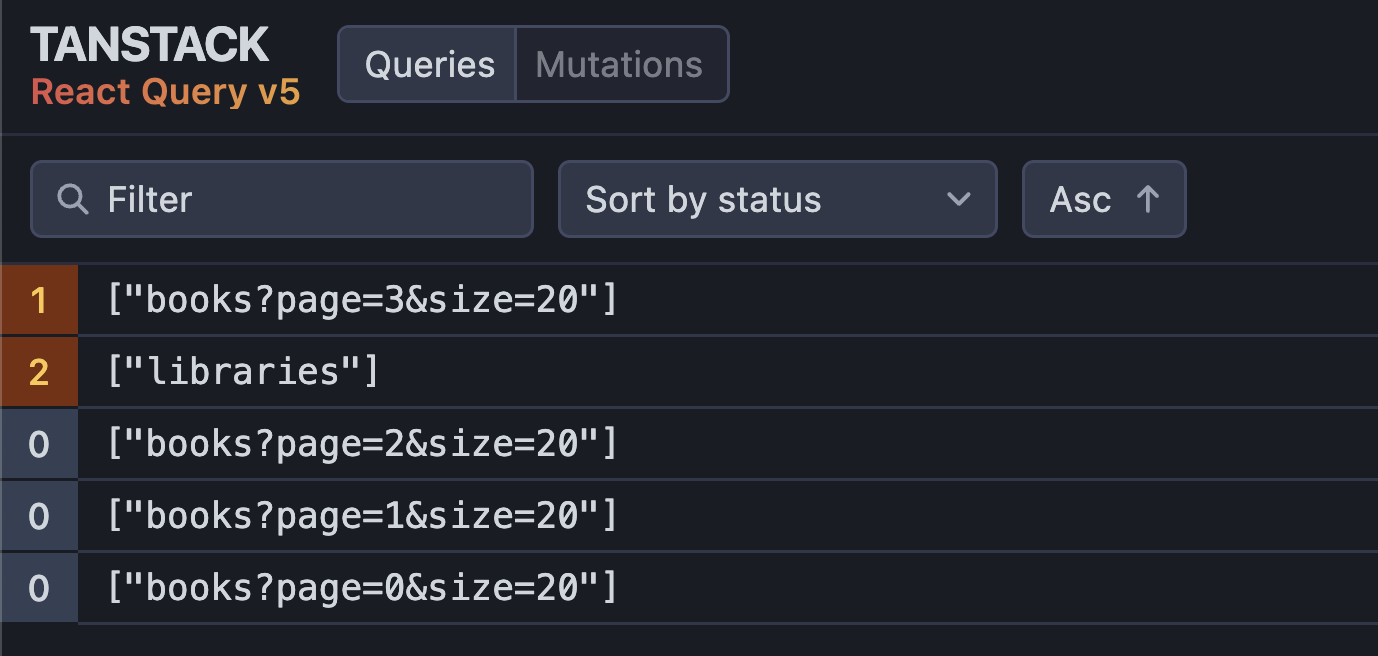 TANSTACK
React Query v5
Queries
Mutations
Filter
Sort by status
Asc ↑
1 ["books?page=3&size=20"]
2 ["libraries"]
0 ["books?page=2&size=20"]
0 ["books?page=1&size=20"]
0 ["books?page=0&size=20"]